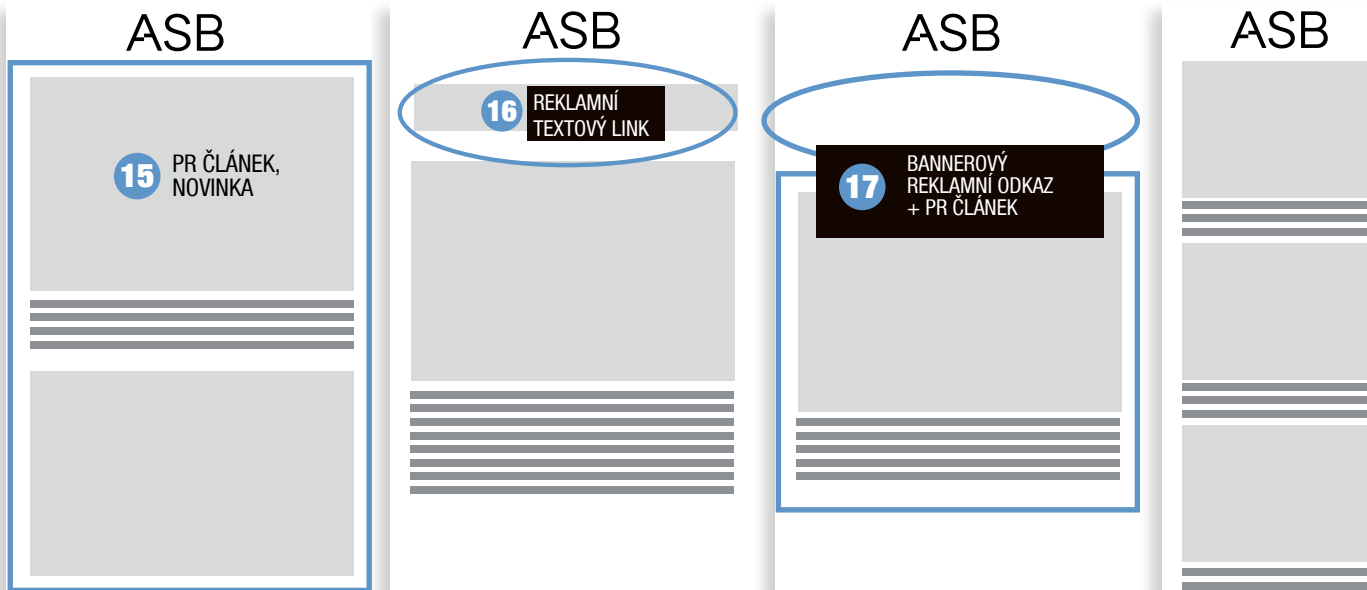 ASB
ASB
ASB
ASB
15
PR ČLÁNEK,
NOVINKA
16
REKLAMNÍ
TEXTOVÝ LINK
17
BANNEROVÝ
REKLAMNÍ ODKAZ
+ PR ČLÁNEK